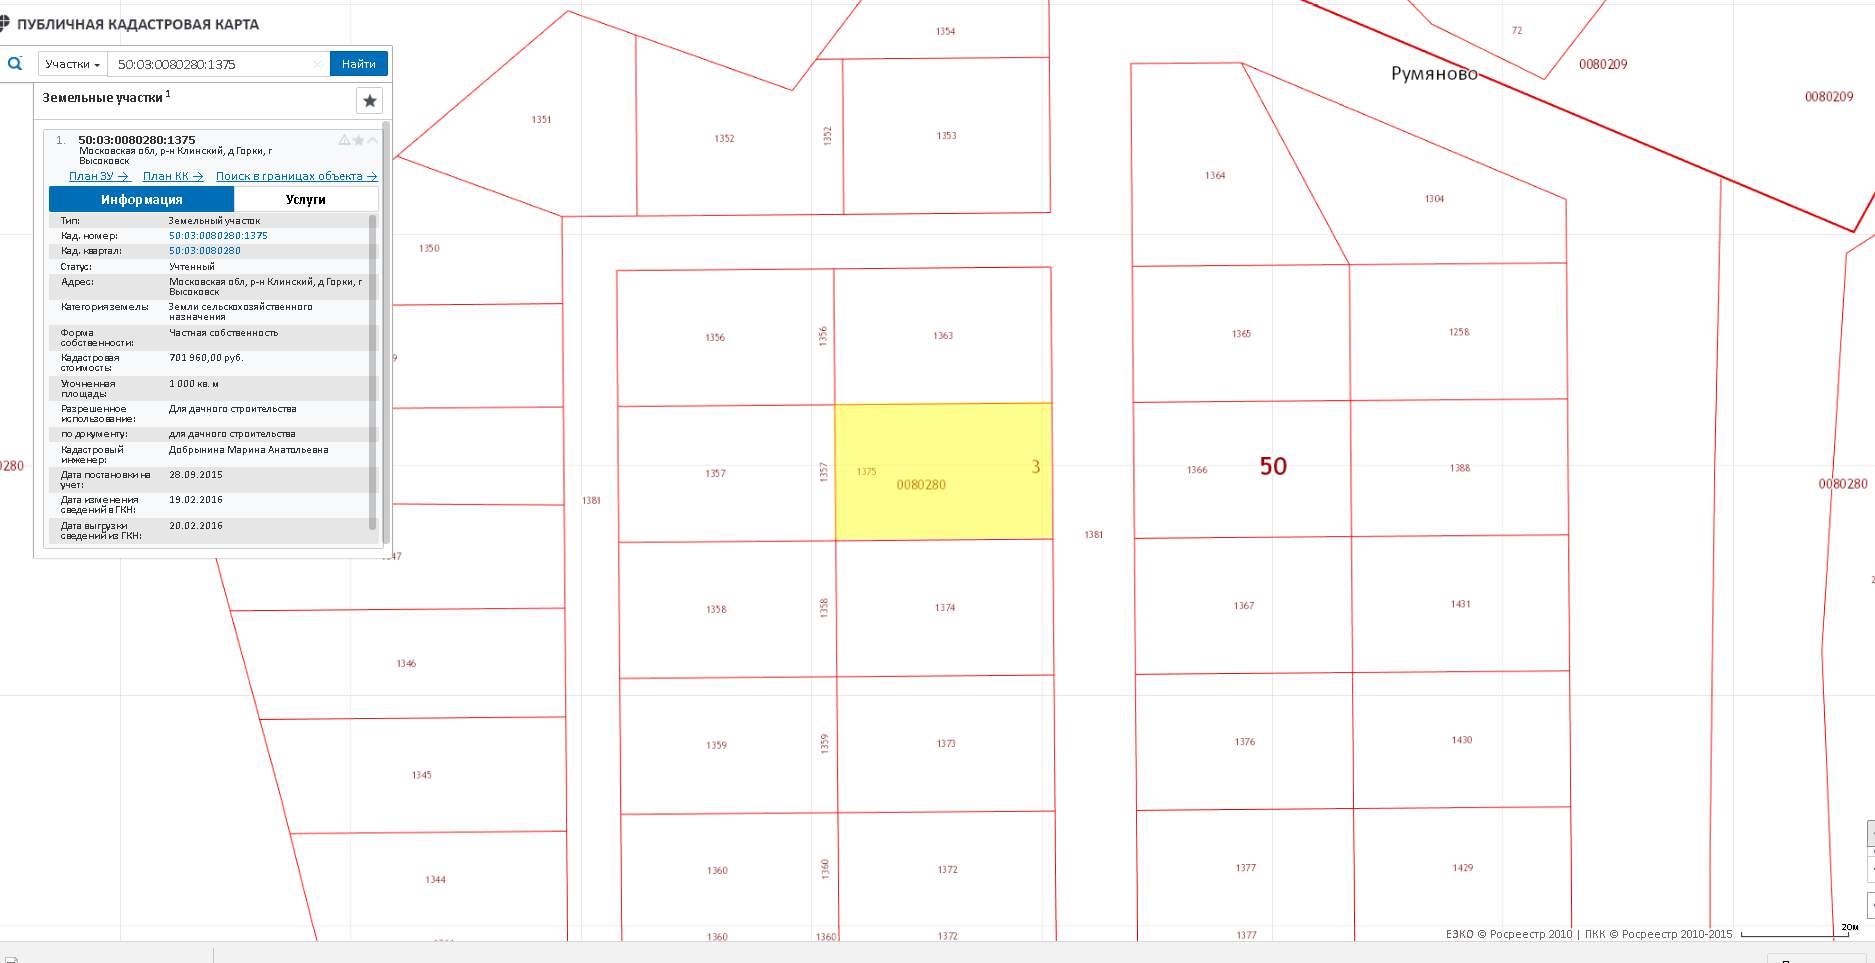 ПУБЛИЧНАЯ КАДАСТРОВАЯ КАРТА
Участки
50:03:0080280:1375
Найти
Земельные участки 1
1. 50:03:0080280:1375
Московская обл, р-н Клинский, д Горки, г
Высоковск
План ЗУ →
План КК →
Поиск в границах объекта →
Информация
Услуги
Тип: Земельный участок
Кад. номер: 50:03:0080280:1375
Кад. квартал: 50:03:0080280
Статус: Учтенный
Адрес: Московская обл, р-н Клинский, д Горки, г
Высоковск
Категория земель: Земли сельскохозяйственного
назначения
Форма
собственности: Частная собственность
Кадастровая
стоимость: 701 960,00 руб.
Уточненная
площадь: 1 000 кв. м
Разрешенное
использование: Для дачного строительства
по документу: для дачного строительства
Кадастровый
инженер: Добрынина Марина Анатольевна
Дата постановки на
учет: 28.09.2015
Дата изменения
сведений в ГКН: 19.02.2016
Дата выгрузки
сведений из ГКН: 20.02.2016
1354
72
Румяново
0080209
0080209
1351
1352
1352
1353
1364
1304
1350
1356
1356
1363
1365
1258
9
280
1357
1357
1375
3
0080280
1366
50
1388
0080280
1381
1381
47
1358
1358
1374
1367
1431
1346
1359
1359
1373
1376
1430
1345
1344
1360
1360
1372
1377
1429
1360
1360
1372
1377
ЕЭКО © Росреестр 2010 | ПКК © Росреестр 2010-2015
20м